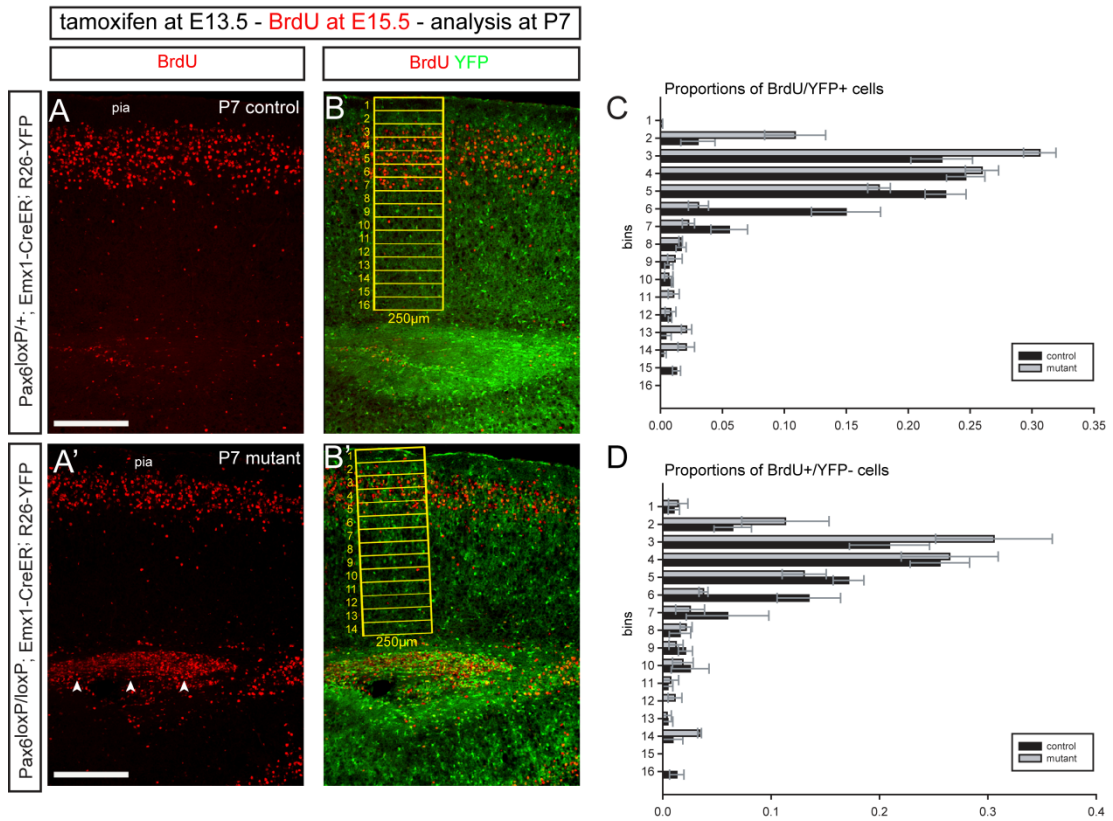 tamoxifen at E13.5 - BrdU at E15.5 - analysis at P7
BrdU
BrdU YFP
Pax6loxP/+; Emx1-CreER; R26-YFP
A
pia
P7 control
B
1
2
3
4
5
6
7
8
9
10
11
12
13
14
15
16
250µm
C
Proportions of BrdU/YFP+ cells
bins
1
2
3
4
5
6
7
8
9
10
11
12
13
14
15
16
control
mutant
0.00 0.05 0.10 0.15 0.20 0.25 0.30 0.35
Pax6loxP/loxP; Emx1-CreER; R26-YFP
A'
pia
P7 mutant
B'
1
2
3
4
5
6
7
8
9
10
11
12
13
14
250µm
D
Proportions of BrdU+/YFP- cells
bins
1
2
3
4
5
6
7
8
9
10
11
12
13
14
15
16
control
mutant
0.0 0.1 0.2 0.3 0.4